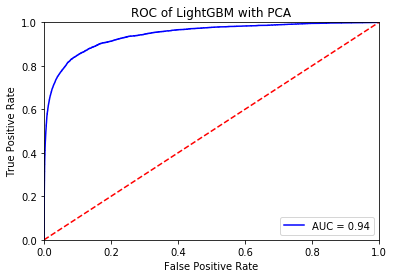 ROC of LightGBM with PCA
True Positive Rate
1.0
0.8
0.6
0.4
0.2
0.0
AUC = 0.94
0.0 0.2 0.4 0.6 0.8 1.0
False Positive Rate